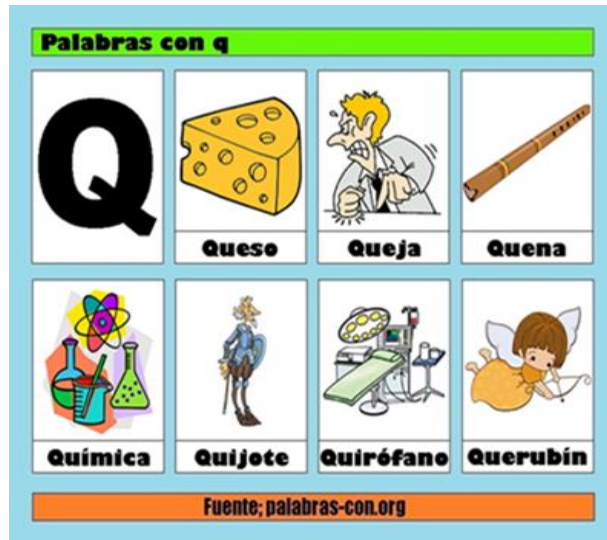 Palabras con q
Q
Queso
Queja
Quena
Química
Quijote
Quirófano
Querubín
Fuente; palabras-con.org